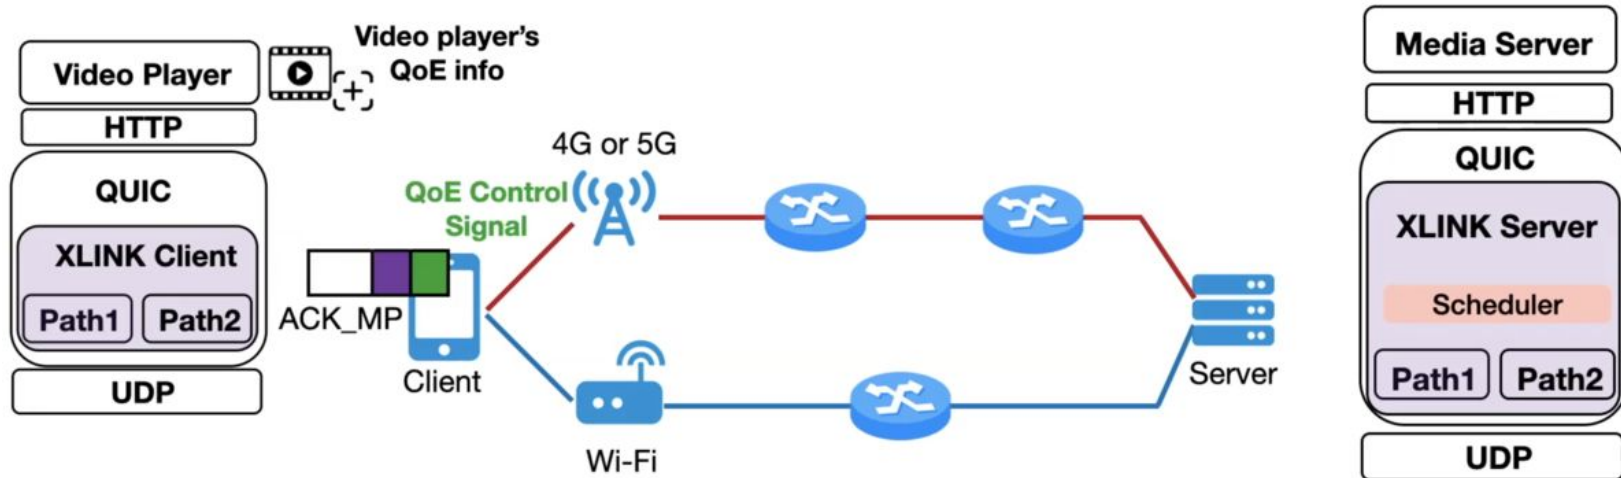 Video Player
Video player's
QoE info
HTTP
QUIC
XLINK Client
Path1 Path2
UDP
ACK_MP
QoE Control
Signal
Client
4G or 5G
Wi-Fi
Server
Media Server
HTTP
QUIC
XLINK Server
Scheduler
Path1 Path2
UDP